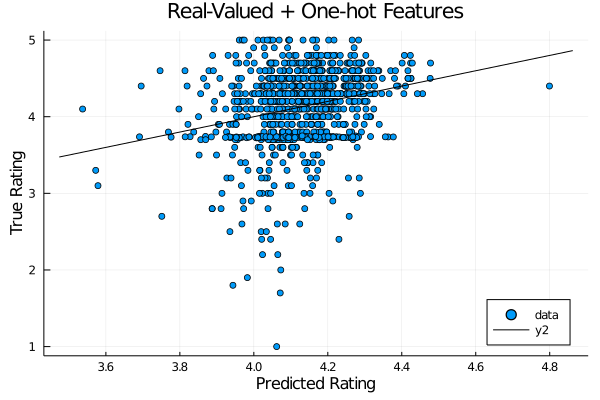 Real-Valued + One-hot Features
5
4
3
2
1
True Rating
3.6 3.8 4.0 4.2 4.4 4.6 4.8
Predicted Rating
data
y2